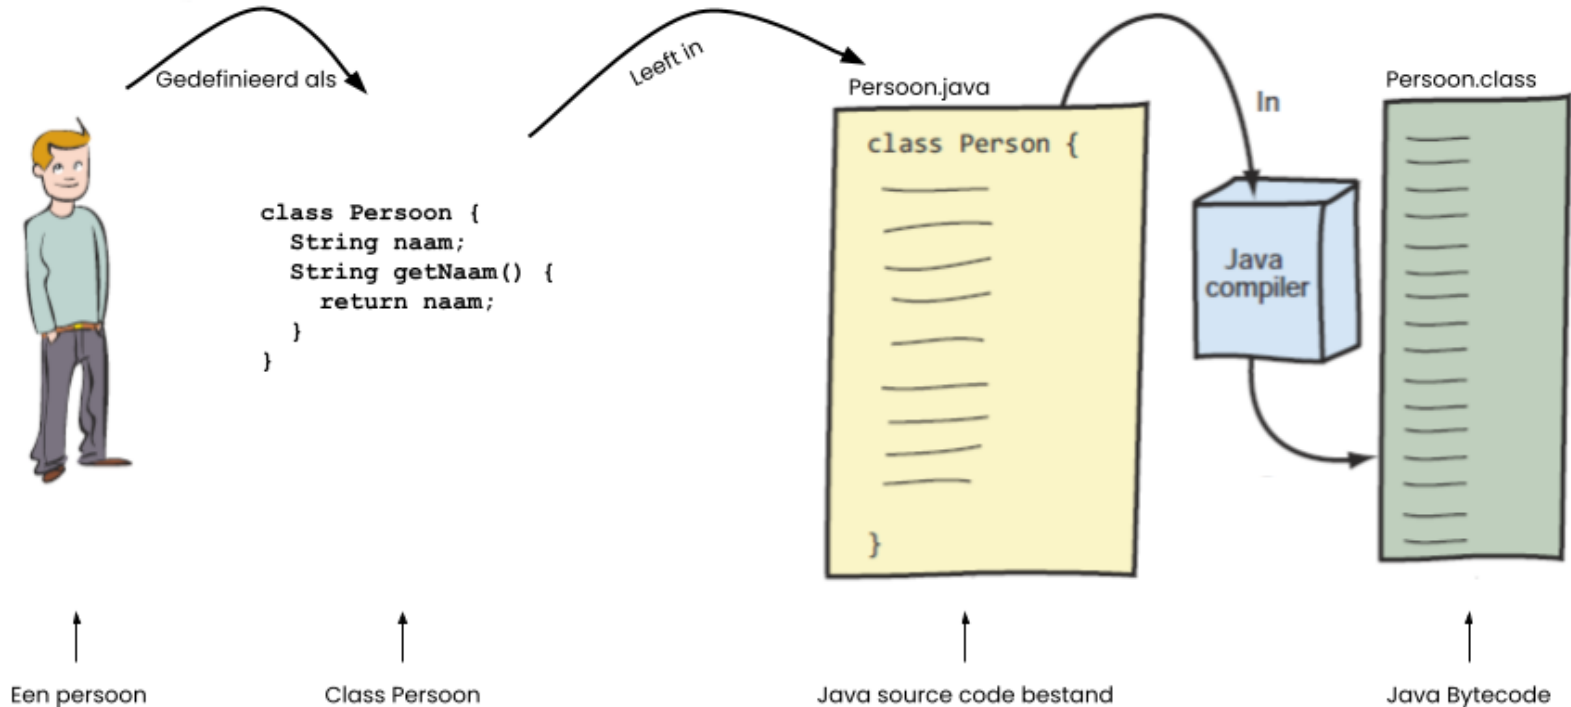 Gedefinieerd als
Leeft in
Persoon.java
Persoon.class
In
class Person {
}
Java
compiler
class Persoon {
  String naam;
  String getNaam() {
    return naam;
  }
}
Een persoon
Class Persoon
Java source code bestand
Java Bytecode